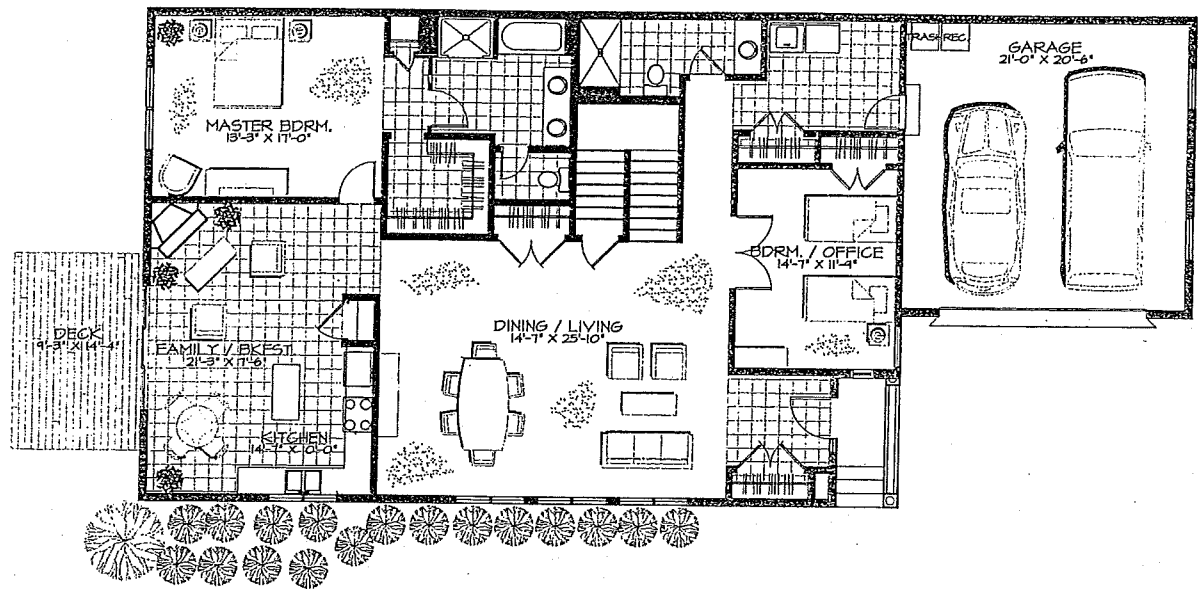 TRASH REC.
GARAGE
21'-0" X 20'-6"
MASTER BDRM.
13'-3" X 17'-0"
BDRM. / OFFICE
14'-7" X 11'-9"
DINING / LIVING
14'-7" X 25'-10"
DECK
9'-3" X 14'-4"
FAMILY / BKFST.
21'-3" X 17'-6"
KITCHEN
14'-7" X 10'-0"